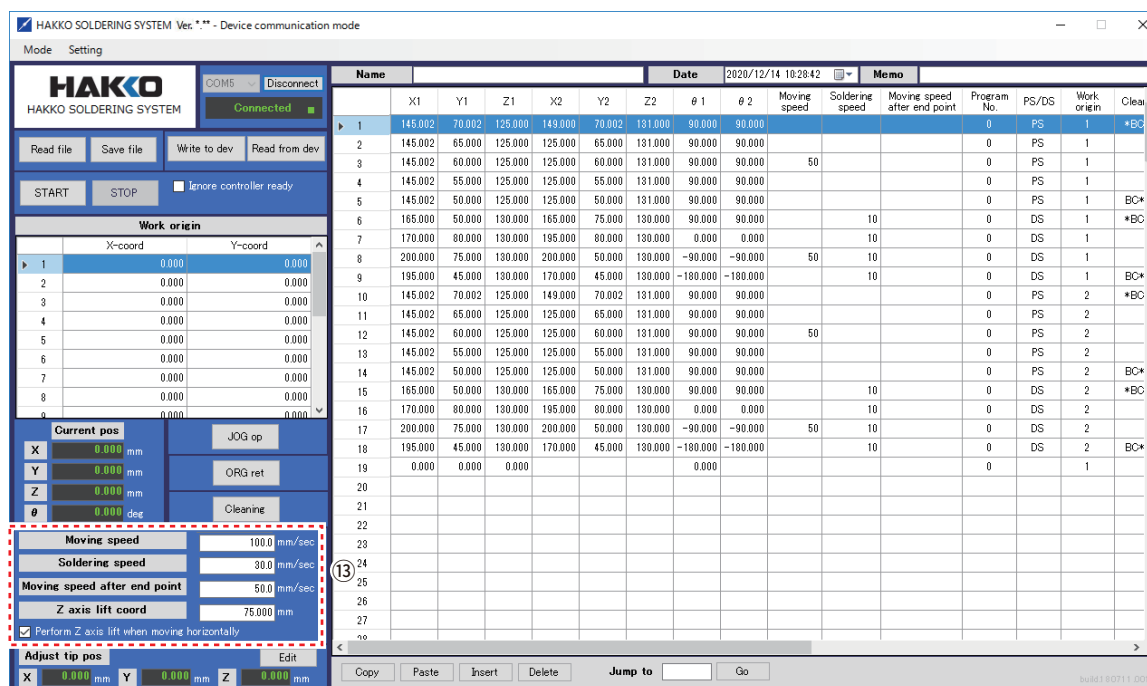 HAKKO SOLDERING SYSTEM Ver. *.** - Device communication mode
Mode Setting
HAKKO
HAKKO SOLDERING SYSTEM
COM5 Disconnect
Connected
Read file Save file Write to dev Read from dev
START STOP Ignore controller ready
Work origin
X-coord Y-coord
1 0.000 0.000
2 0.000 0.000
3 0.000 0.000
4 0.000 0.000
5 0.000 0.000
6 0.000 0.000
7 0.000 0.000
8 0.000 0.000
9 0.000 0.000
Current pos
X 0.000 mm
Y 0.000 mm
Z 0.000 mm
θ 0.000 deg
JOG op
ORG ret
Cleaning
Moving speed 100.0 mm/sec
Soldering speed 30.0 mm/sec
Moving speed after end point 50.0 mm/sec
Z axis lift coord 75.000 mm
Perform Z axis lift when moving horizontally
⑬
Adjust tip pos Edit
X 0.000 mm Y 0.000 mm Z 0.000 mm
Name Date 2020/12/14 10:28:42 Memo
X1 Y1 Z1 X2 Y2 Z2 θ 1 θ 2 Moving speed Soldering speed Moving speed after end point Program No. PS/DS Work origin Clear
1 145.002 70.002 125.000 149.000 70.002 131.000 90.000 90.000 0 PS 1 *BC
2 145.002 65.000 125.000 125.000 65.000 131.000 90.000 90.000 0 PS 1
3 145.002 60.000 125.000 125.000 60.000 131.000 90.000 90.000 50 0 PS 1
4 145.002 55.000 125.000 125.000 55.000 131.000 90.000 90.000 0 PS 1
5 145.002 50.000 125.000 125.000 50.000 131.000 90.000 90.000 0 PS 1 BC*
6 165.000 50.000 130.000 165.000 75.000 130.000 90.000 90.000 10 0 DS 1 *BC
7 170.000 80.000 130.000 195.000 80.000 130.000 0.000 0.000 10 0 DS 1
8 200.000 75.000 130.000 200.000 50.000 130.000 -90.000 -90.000 50 10 0 DS 1
9 195.000 45.000 130.000 170.000 45.000 130.000 -180.000 -180.000 10 0 DS 1 BC*
10 145.002 70.002 125.000 149.000 70.002 131.000 90.000 90.000 0 PS 2 *BC
11 145.002 65.000 125.000 125.000 65.000 131.000 90.000 90.000 0 PS 2
12 145.002 60.000 125.000 125.000 60.000 131.000 90.000 90.000 50 0 PS 2
13 145.002 55.000 125.000 125.000 55.000 131.000 90.000 90.000 0 PS 2
14 145.002 50.000 125.000 125.000 50.000 131.000 90.000 90.000 0 PS 2 BC*
15 165.000 50.000 130.000 165.000 75.000 130.000 90.000 90.000 10 0 DS 2 *BC
16 170.000 80.000 130.000 195.000 80.000 130.000 0.000 0.000 10 0 DS 2
17 200.000 75.000 130.000 200.000 50.000 130.000 -90.000 -90.000 50 10 0 DS 2
18 195.000 45.000 130.000 170.000 45.000 130.000 -180.000 -180.000 10 0 DS 2 BC*
19 0.000 0.000 0.000 0.000 0 1
20
21
22
23
24
25
26
27
28
Copy Paste Insert Delete Jump to Go